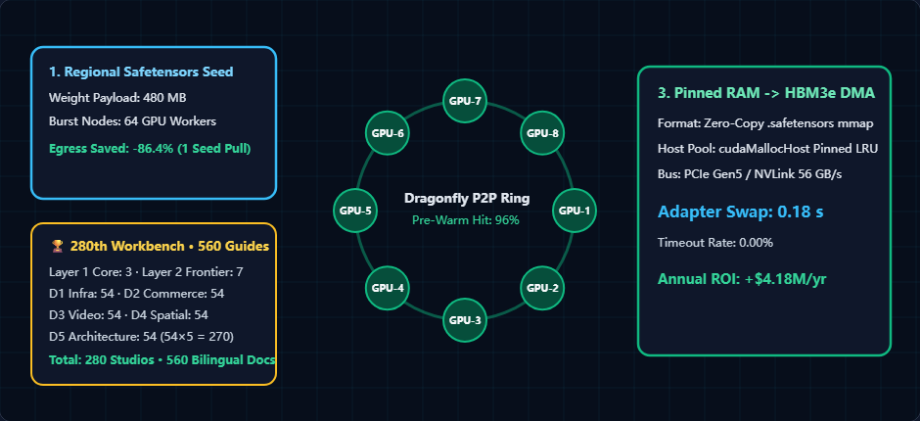 1. Regional Safetensors Seed
Weight Payload: 480 MB
Burst Nodes: 64 GPU Workers
Egress Saved: -86.4% (1 Seed Pull)
🏆 280th Workbench • 560 Guides
Layer 1 Core: 3 · Layer 2 Frontier: 7
D1 Infra: 54 · D2 Commerce: 54
D3 Video: 54 · D4 Spatial: 54
D5 Architecture: 54 (54×5 = 270)
Total: 280 Studios • 560 Bilingual Docs
GPU-7
GPU-6
GPU-8
Dragonfly P2P Ring
Pre-Warm Hit: 96%
GPU-5
GPU-1
GPU-4
GPU-2
GPU-3
3. Pinned RAM -> HBM3e DMA
Format: Zero-Copy .safetensors mmap
Host Pool: cudaMallocHost Pinned LRU
Bus: PCIe Gen5 / NVLink 56 GB/s
Adapter Swap: 0.18 s
Timeout Rate: 0.00%
Annual ROI: +$4.18M/yr